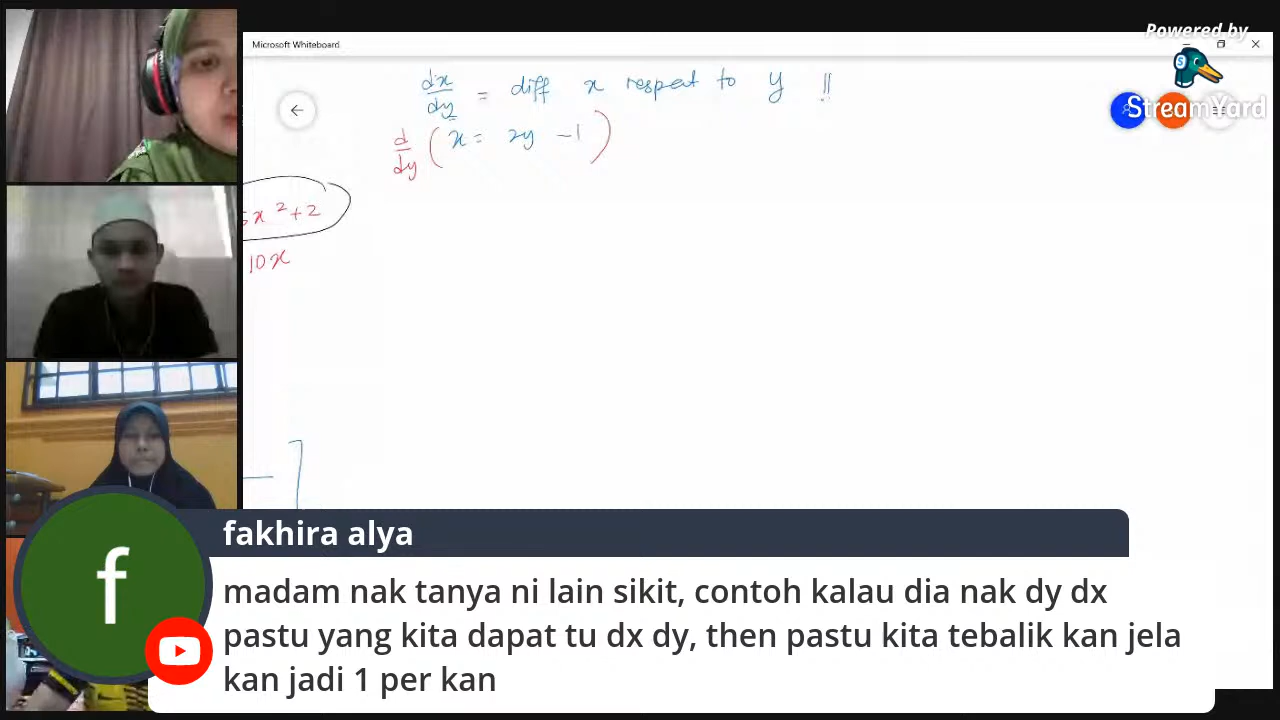 Powered by
StreamYard
Microsoft Whiteboard
dx/dy = diff x respect to y !!
d/dy ( x = 2y - 1 )
5x² + 2
10x
f
fakhira alya
madam nak tanya ni lain sikit, contoh kalau dia nak dy dx
pastu yang kita dapat tu dx dy, then pastu kita tebalik kan jela
kan jadi 1 per kan